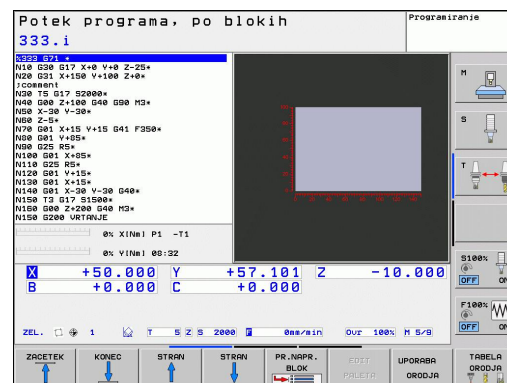 Potek programa, po blokih
Programiranje
333.i
%333 G71 *
N10 G30 G17 X+0 Y+0 Z-25*
N20 G31 X+150 Y+100 Z+0*
;comment
N30 T5 G17 S2000*
N40 G00 Z+100 G40 G90 M3*
N50 X-30 Y-30*
N60 Z-5*
N70 G01 X+15 Y+15 G41 F350*
N80 G01 Y+85*
N90 G25 R5*
N100 G01 X+85*
N110 G25 R5*
N120 G01 Y+15*
N130 G01 X+15*
N140 G01 X-30 Y-30 G40*
N150 T3 G17 S1500*
N160 G00 Z+200 G40 M3*
N150 G200 VRTANJE
0% X[Nm] P1 -T1
0% Y[Nm] 08:32
X +50.000 Y +57.101 Z -10.000
B +0.000 C +0.000
ZEL. 1 T 5 Z S 2000 F 0mm/min Ovr 100% M 5/9
M
S
T
S100%
OFF ON
F100%
OFF ON
ZACETEK
KONEC
STRAN
STRAN
PR.NAPR. BLOK
EDIT PALETO
UPORABA ORODJA
TABELA ORODJA